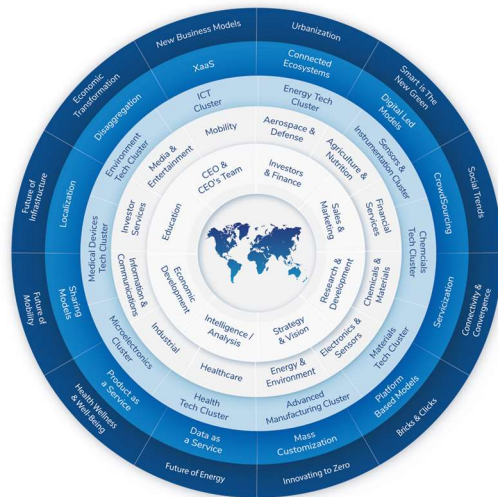 New Business Models
Urbanization
Smart is The
New Green
Social Trends
Connectivity &
Convergence
Bricks & Clicks
Innovating to Zero
Future of Energy
Health Wellness
& Well-Being
Future of
Mobility
Future of
Infrastructure
Economic
Transformation
XaaS
Connected
Ecosystems
Digital Led
Models
CrowdSourcing
Servicization
Platform
Based Models
Mass
Customization
Data as
a Service
Product as
a Service
Sharing
Models
Localization
Disaggregation
ICT
Cluster
Energy Tech
Cluster
Sensors &
Instrumentation Cluster
Chemcials
Tech Cluster
Materials
Tech Cluster
Advanced
Manufacturing Cluster
Health
Tech Cluster
Microelectronics
Cluster
Medical Devices
Tech Cluster
Environment
Tech Cluster
Mobility
Aerospace &
Defense
Agriculture &
Nutrition
Financial
Services
Chemicals &
Materials
Electronics &
Sensors
Energy &
Environment
Healthcare
Industrial
Information &
Communications
Investor
Services
Media &
Entertainment
CEO &
CEO's Team
Investors
& Finance
Sales &
Marketing
Research &
Development
Strategy
& Vision
Intelligence /
Analysis
Economic
Development
Education